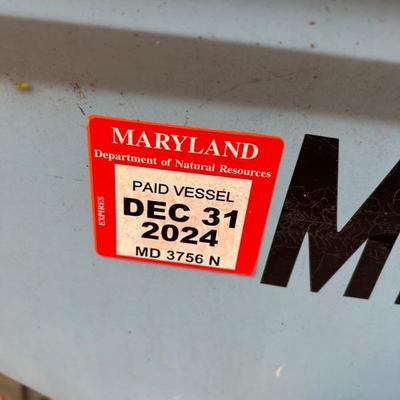 MARYLAND
Department of Natural Resources
EXPIRES
PAID VESSEL
DEC 31
2024
MD 3756 N
M